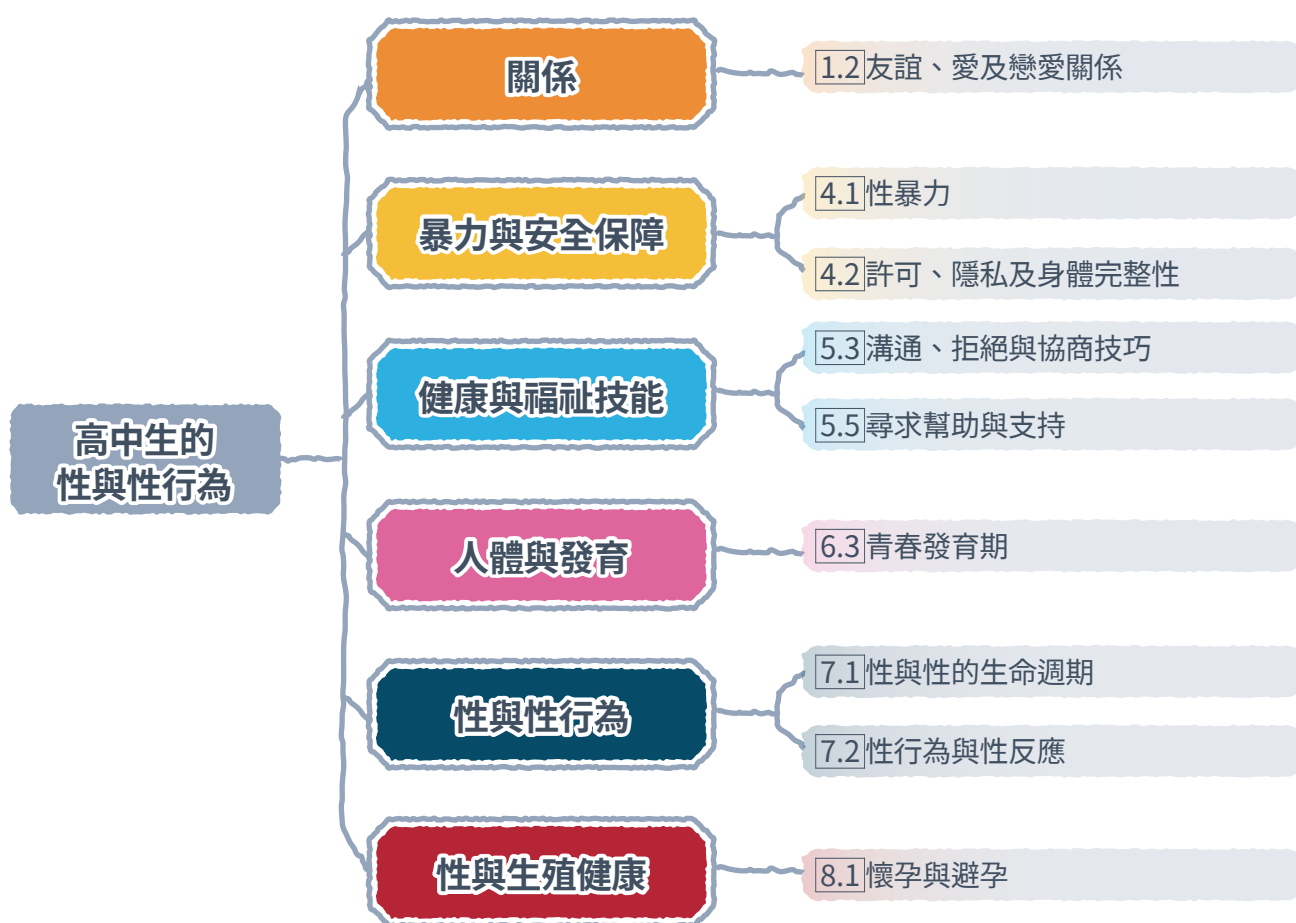 關係
1.2友誼、愛及戀愛關係
暴力與安全保障
4.1性暴力
4.2許可、隱私及身體完整性
健康與福祉技能
5.3溝通、拒絕與協商技巧
5.5尋求幫助與支持
高中生的
性與性行為
人體與發育
6.3青春發育期
性與性行為
7.1性與性的生命週期
7.2性行為與性反應
性與生殖健康
8.1懷孕與避孕